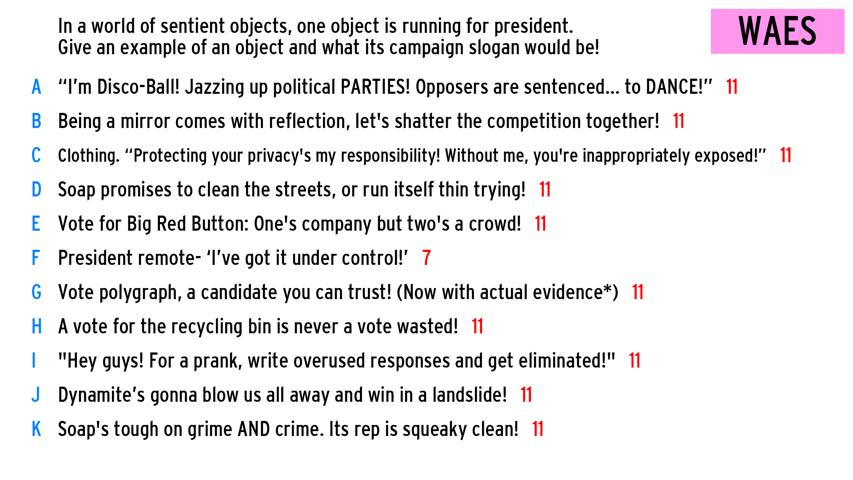 In a world of sentient objects, one object is running for president.
Give an example of an object and what its campaign slogan would be!
WAES
A “I’m Disco-Ball! Jazzing up political PARTIES! Opposers are sentenced... to DANCE!” 11
B Being a mirror comes with reflection, let's shatter the competition together! 11
C Clothing. “Protecting your privacy's my responsibility! Without me, you're inappropriately exposed!” 11
D Soap promises to clean the streets, or run itself thin trying! 11
E Vote for Big Red Button: One's company but two's a crowd! 11
F President remote- ‘I’ve got it under control!’ 7
G Vote polygraph, a candidate you can trust! (Now with actual evidence*) 11
H A vote for the recycling bin is never a vote wasted! 11
I "Hey guys! For a prank, write overused responses and get eliminated!" 11
J Dynamite’s gonna blow us all away and win in a landslide! 11
K Soap's tough on grime AND crime. Its rep is squeaky clean! 11